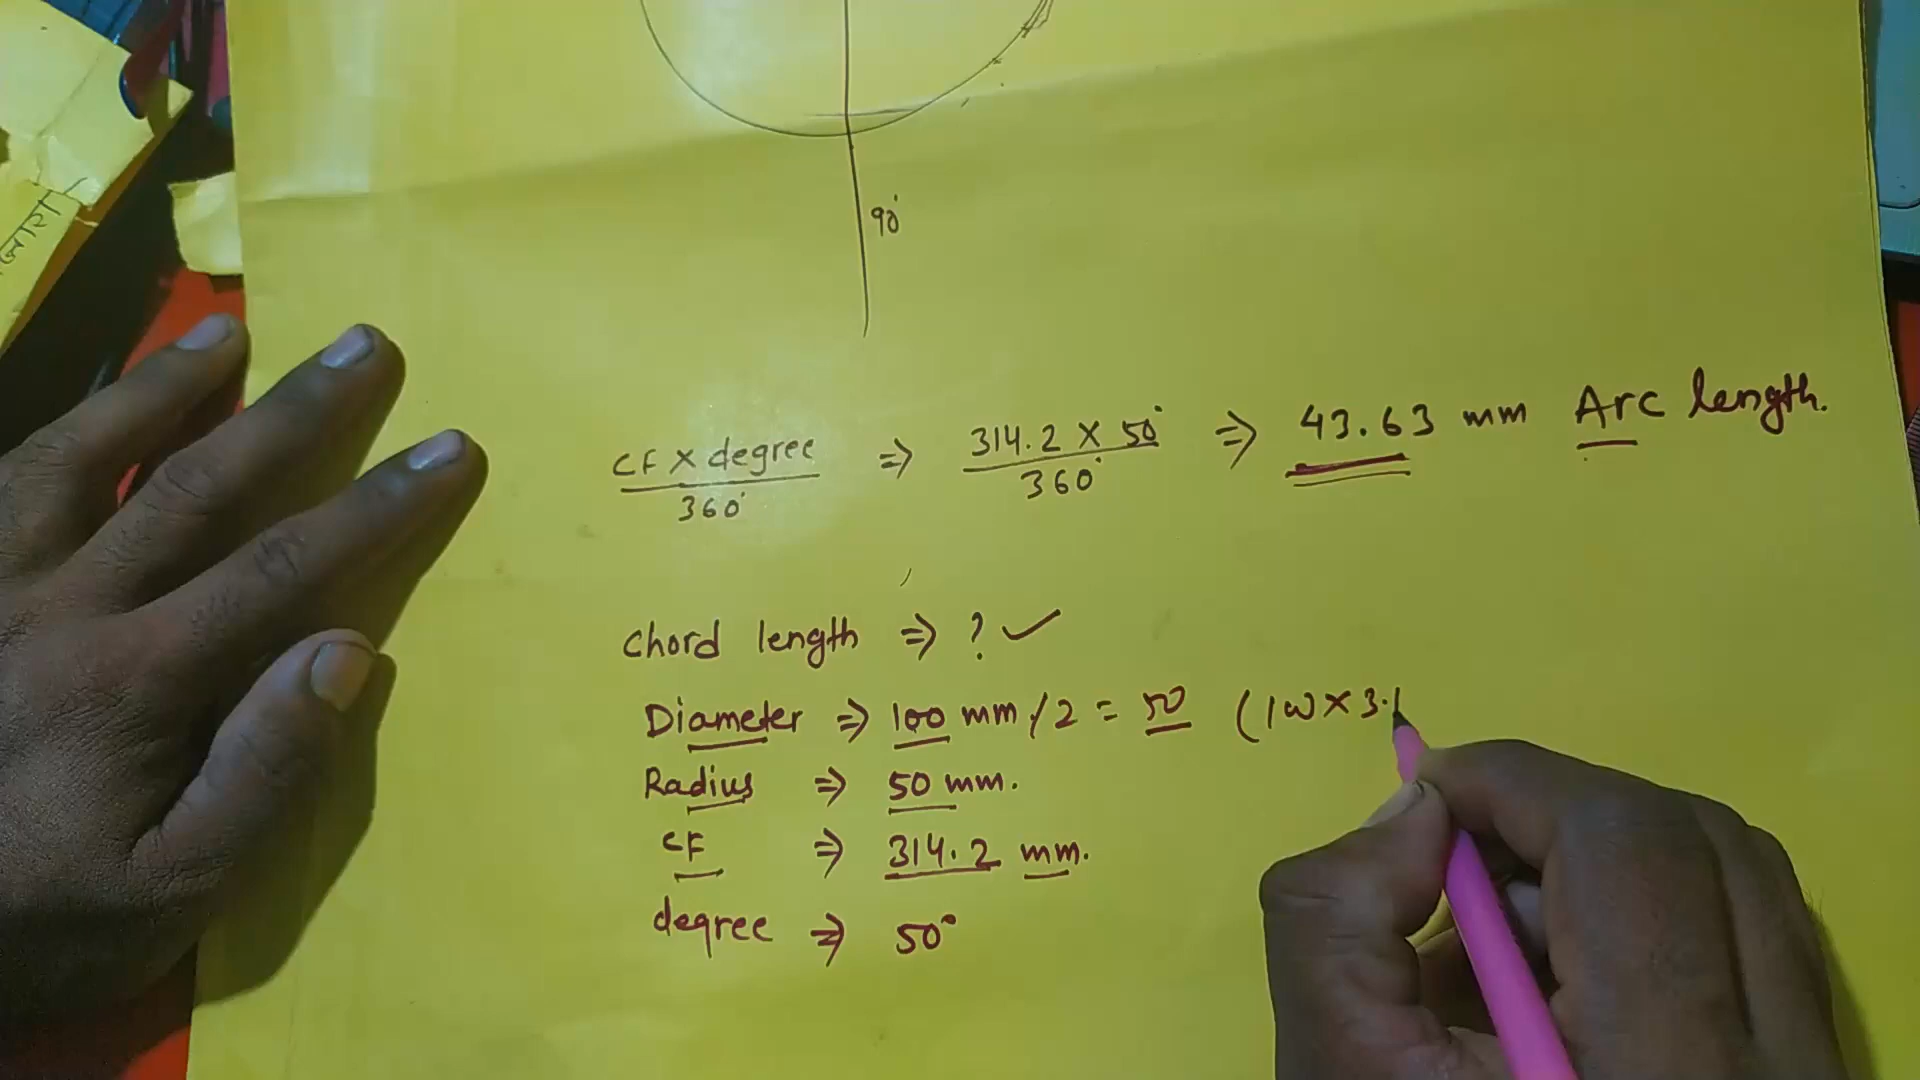 90°
CF X degree / 360° ⇒ 314.2 X 50° / 360° ⇒ 43.63 mm Arc length.
Chord length ⇒ ? ✓
Diameter ⇒ 100 mm / 2 = 50 (100 X 3.1
Radius ⇒ 50 mm.
CF ⇒ 314.2 mm.
degree ⇒ 50°